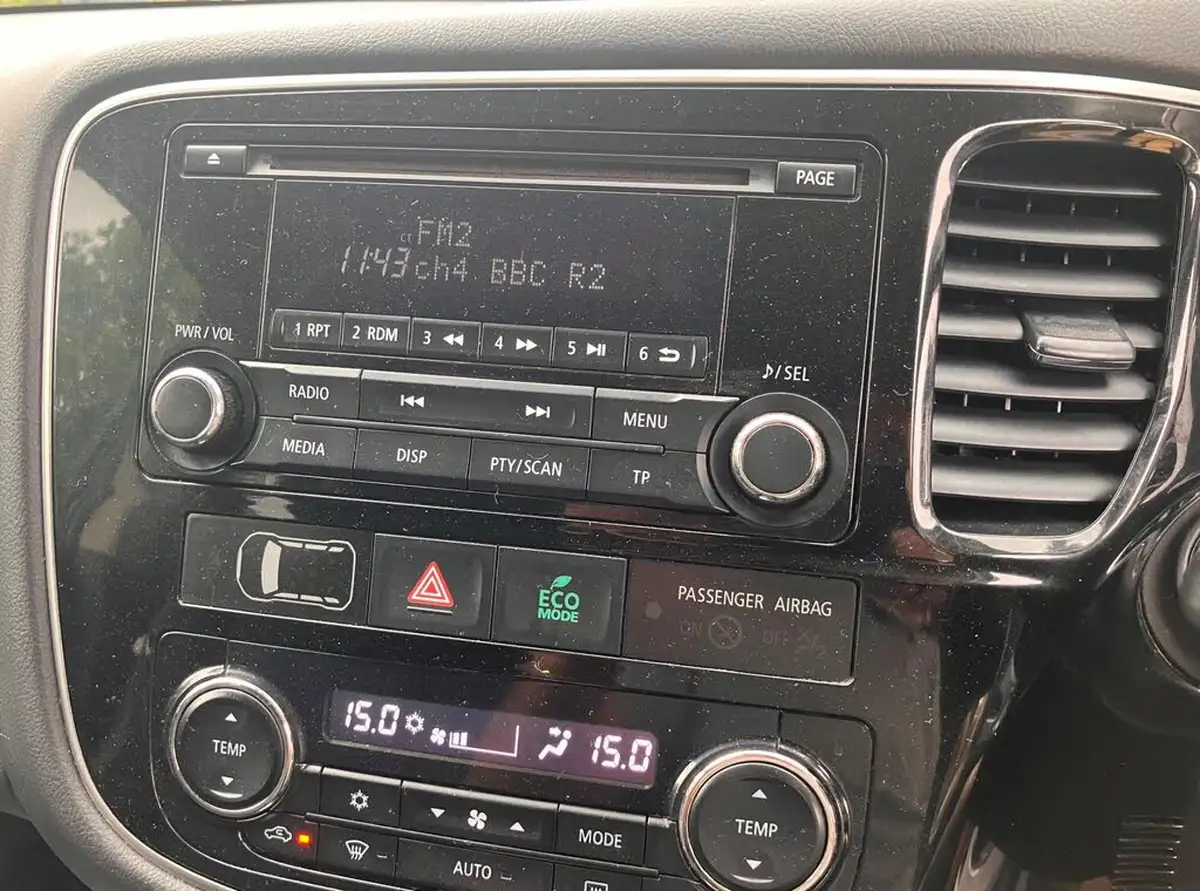 PAGE
FM2
11:43 ch4 BBC R2
PWR / VOL
1 RPT 2 RDM 3 4 5 6
♪/SEL
RADIO MENU
MEDIA DISP PTY/SCAN TP
ECO
MODE
PASSENGER AIRBAG
ON OFF
15.0 15.0
TEMP
TEMP
MODE
AUTO